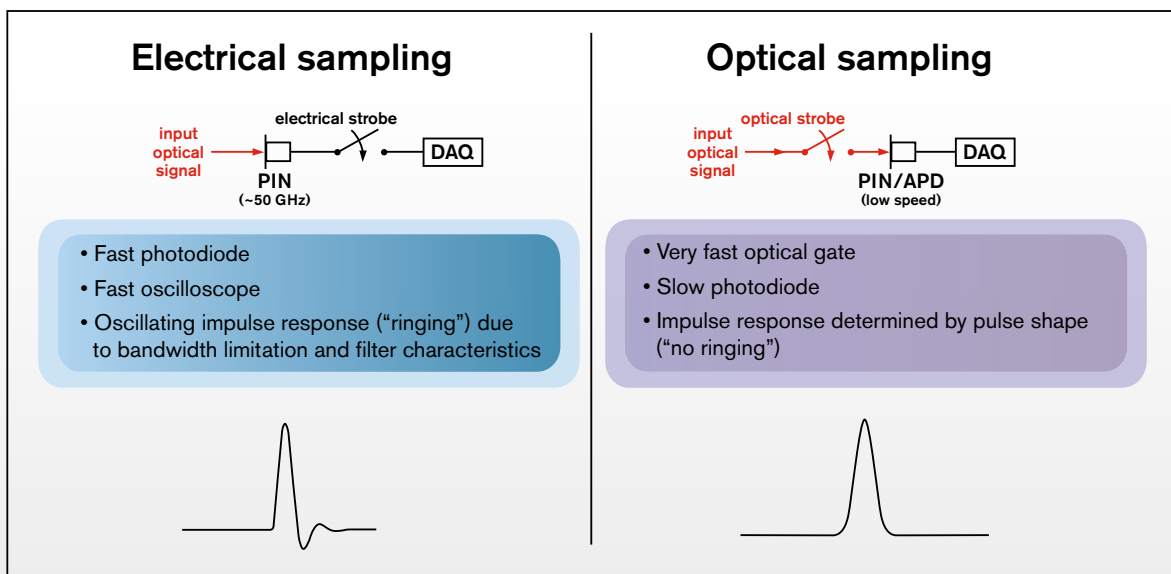 Electrical sampling
electrical strobe
input
optical
signal
DAQ
PIN
(~50 GHz)
• Fast photodiode
• Fast oscilloscope
• Oscillating impulse response (“ringing”) due
to bandwidth limitation and filter characteristics
Optical sampling
optical strobe
input
optical
signal
DAQ
PIN/APD
(low speed)
• Very fast optical gate
• Slow photodiode
• Impulse response determined by pulse shape
(“no ringing”)